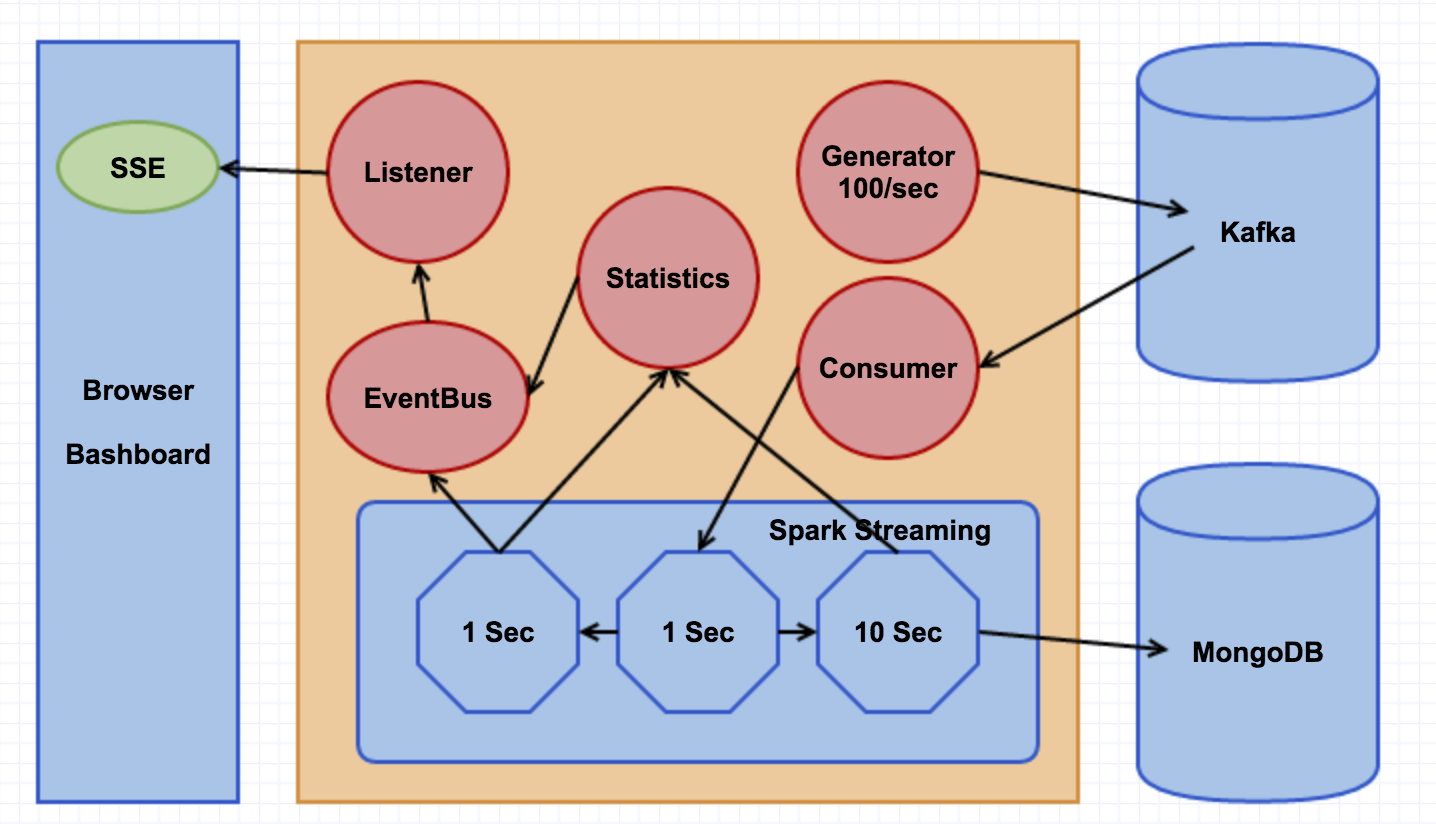 SSE
Browser
Bashboard
Listener
Statistics
EventBus
Generator
100/sec
Consumer
Spark Streaming
1 Sec
1 Sec
10 Sec
Kafka
MongoDB